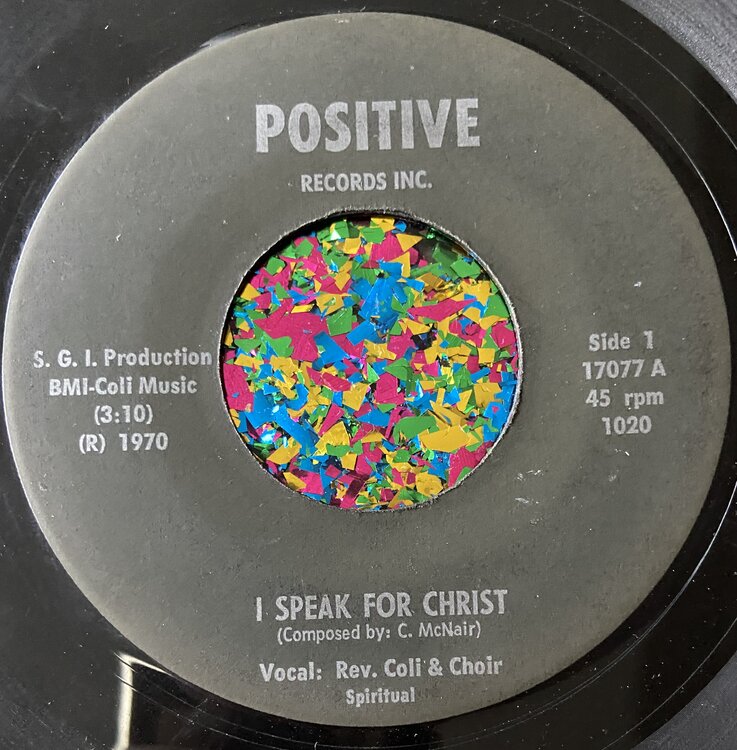 POSITIVE
RECORDS INC.
S. G. I. Production
BMI-Coli Music
(3:10)
(R) 1970
Side 1
17077 A
45 rpm
1020
I SPEAK FOR CHRIST
(Composed by: C. McNair)
Vocal: Rev. Coli & Choir
Spiritual